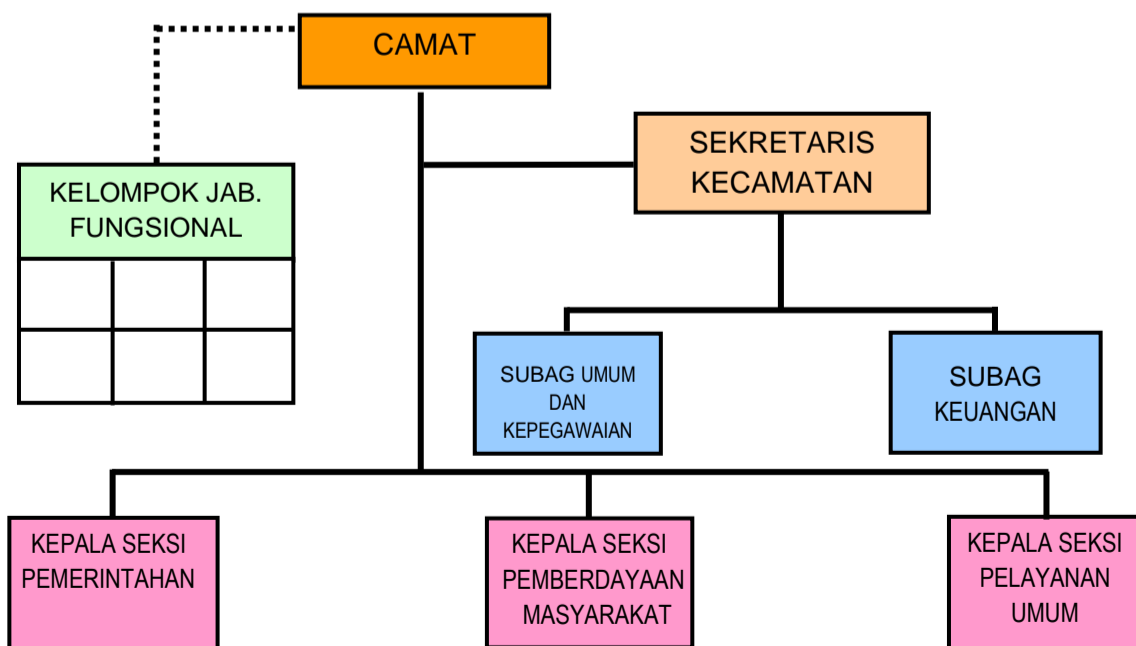 CAMAT
SEKRETARIS
KECAMATAN
KELOMPOK JAB.
FUNGSIONAL
SUBAG UMUM
DAN
KEPEGAWAIAN
SUBAG
KEUANGAN
KEPALA SEKSI
PEMERINTAHAN
KEPALA SEKSI
PEMBERDAYAAN
MASYARAKAT
KEPALA SEKSI
PELAYANAN
UMUM